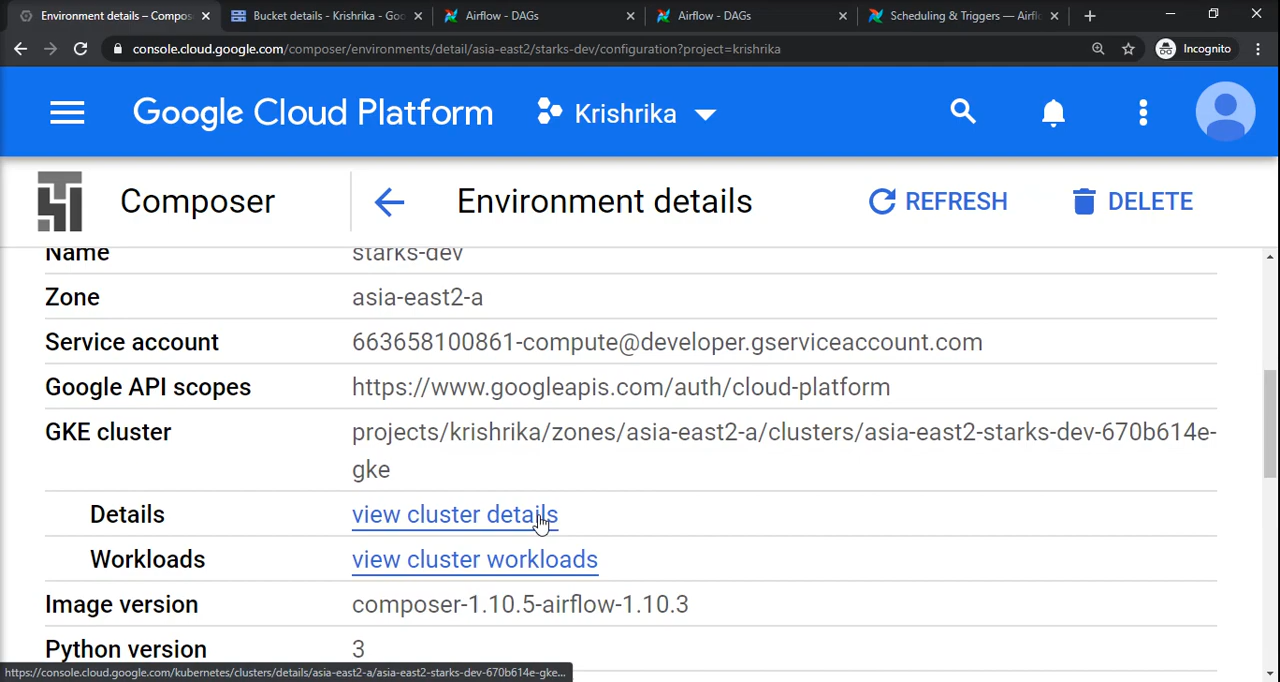 Environment details – Compos
Bucket details - Krishrika - Goo
Airflow - DAGs
Airflow - DAGs
Scheduling & Triggers — Airfl
console.cloud.google.com/composer/environments/detail/asia-east2/starks-dev/configuration?project=krishrika
Incognito
Google Cloud Platform
Krishrika
Composer
Environment details
REFRESH
DELETE
Name starks-dev
Zone asia-east2-a
Service account 663658100861-compute@developer.gserviceaccount.com
Google API scopes https://www.googleapis.com/auth/cloud-platform
GKE cluster projects/krishrika/zones/asia-east2-a/clusters/asia-east2-starks-dev-670b614e-
gke
Details view cluster details
Workloads view cluster workloads
Image version composer-1.10.5-airflow-1.10.3
Python version 3
https://console.cloud.google.com/kubernetes/clusters/details/asia-east2-a/asia-east2-starks-dev-670b614e-gke...